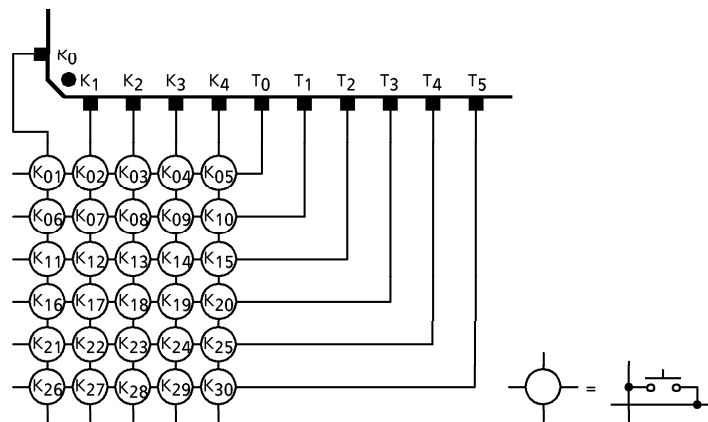 K0
K1 K2 K3 K4 T0 T1 T2 T3 T4 T5
K01 K02 K03 K04 K05
K06 K07 K08 K09 K10
K11 K12 K13 K14 K15
K16 K17 K18 K19 K20
K21 K22 K23 K24 K25
K26 K27 K28 K29 K30
=